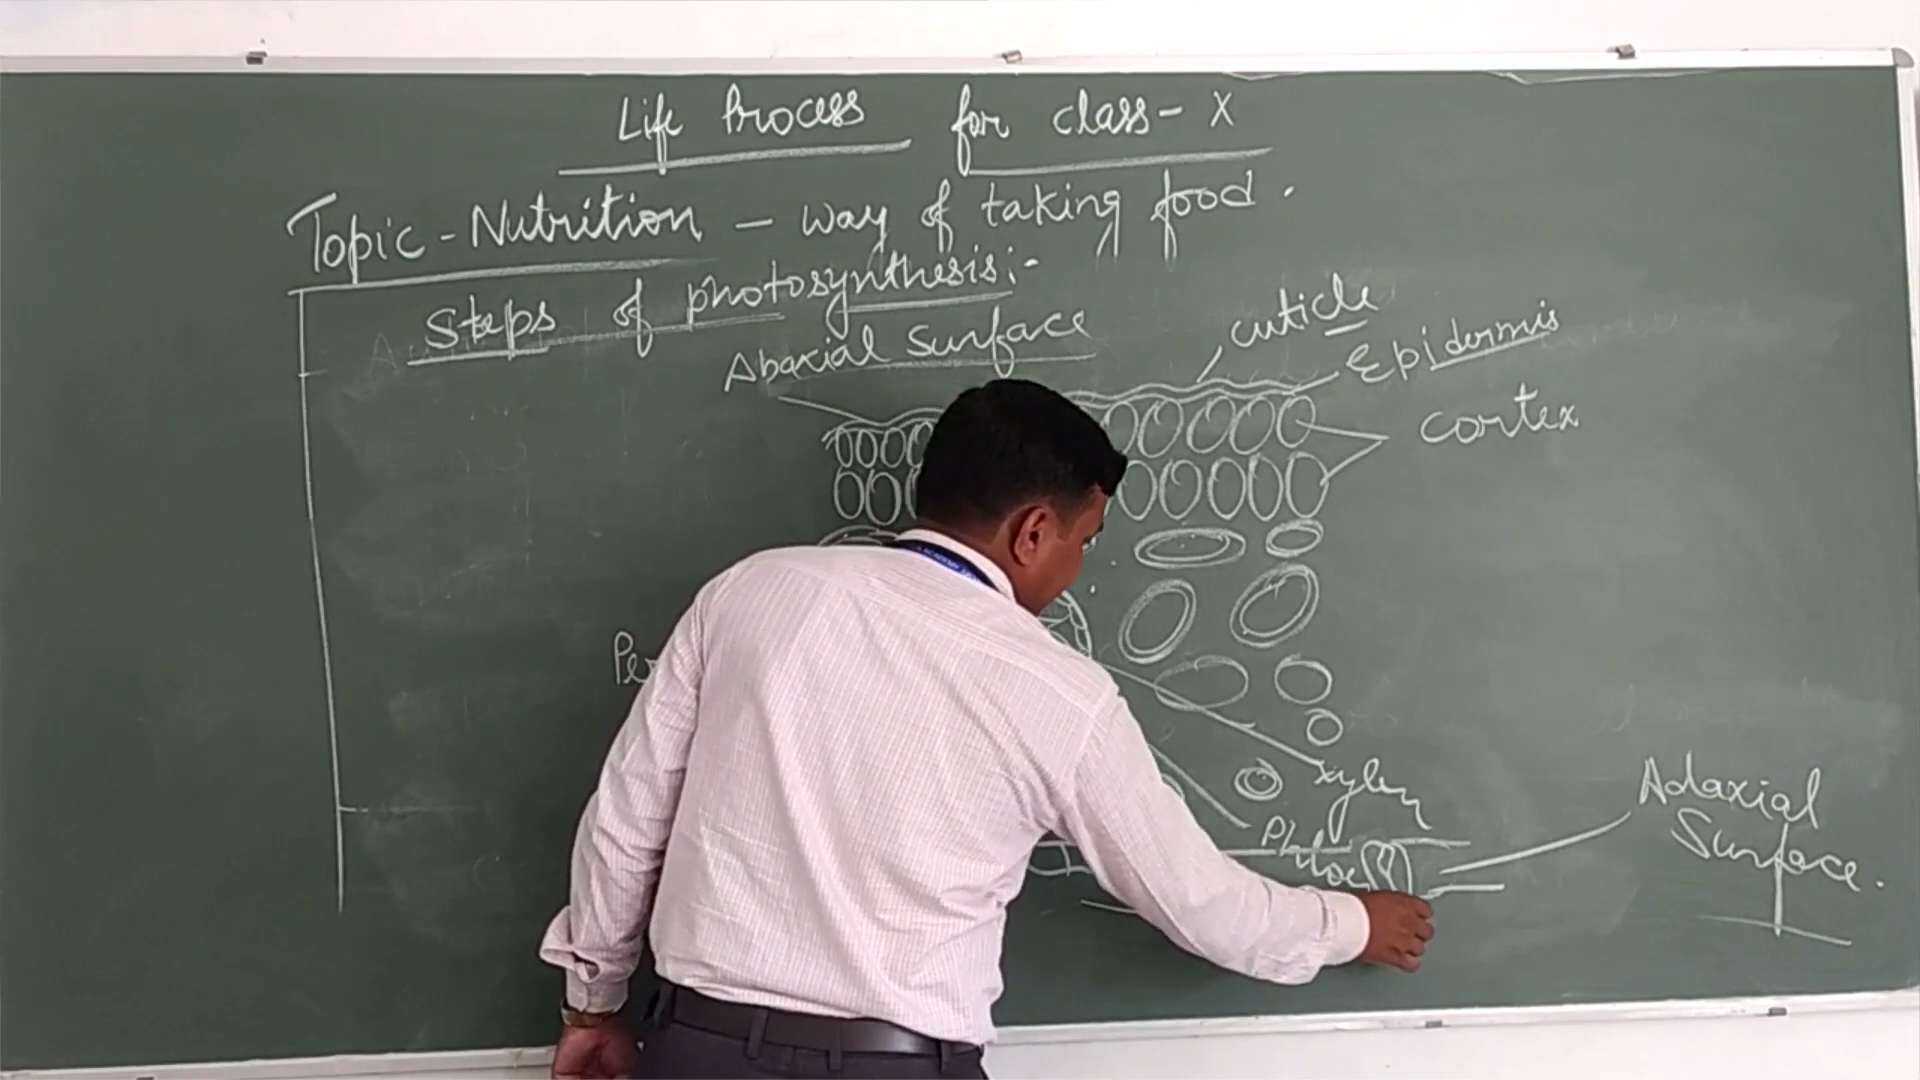 Life Process for class - X
Topic - Nutrition - way of taking food.
Steps of photosynthesis :-
Abaxial Surface
cuticle
Epidermis
cortex
Per
Xylem
Phloem
Adaxial
Surface.